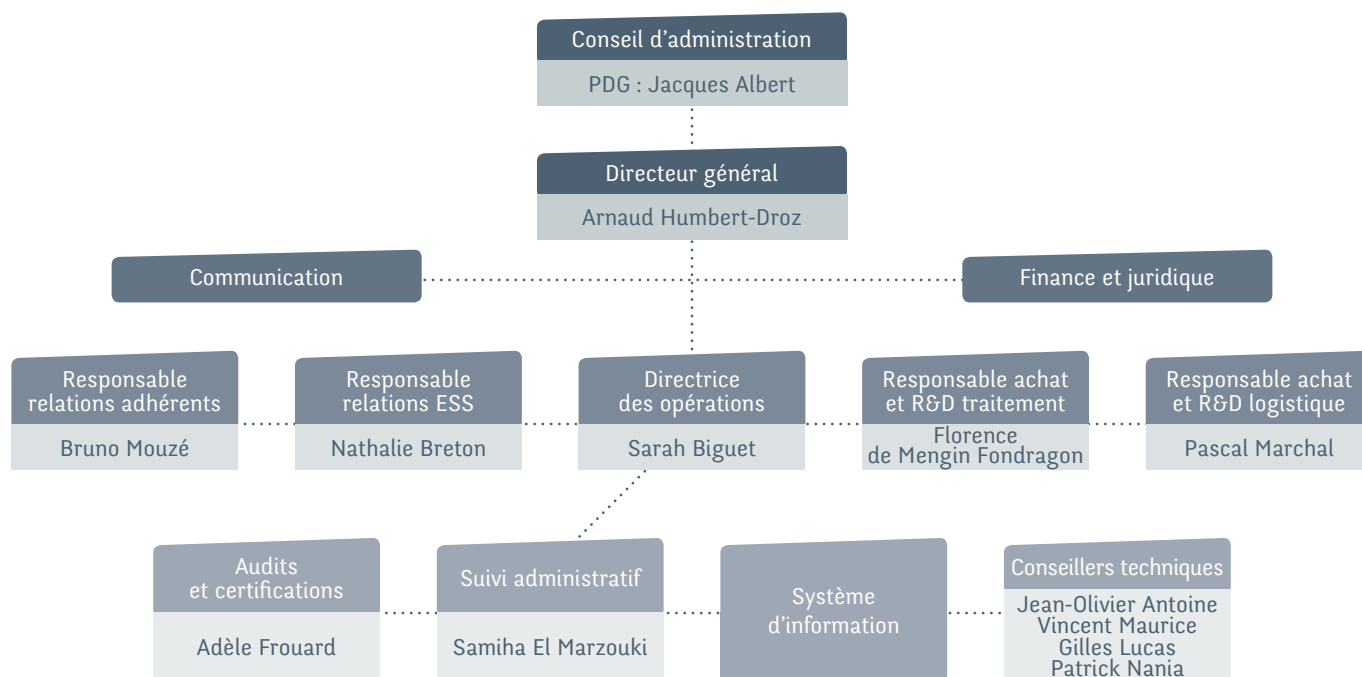 Conseil d’administration
PDG : Jacques Albert
Directeur général
Arnaud Humbert-Droz
Communication
Finance et juridique
Responsable
relations adhérents
Bruno Mouzé
Responsable
relations ESS
Nathalie Breton
Directrice
des opérations
Sarah Biguet
Responsable achat
et R&D traitement
Florence
de Mengin Fondragon
Responsable achat
et R&D logistique
Pascal Marchal
Audits
et certifications
Adèle Frouard
Suivi administratif
Samiha El Marzouki
Système
d’information
Conseillers techniques
Jean-Olivier Antoine
Vincent Maurice
Gilles Lucas
Patrick Nania